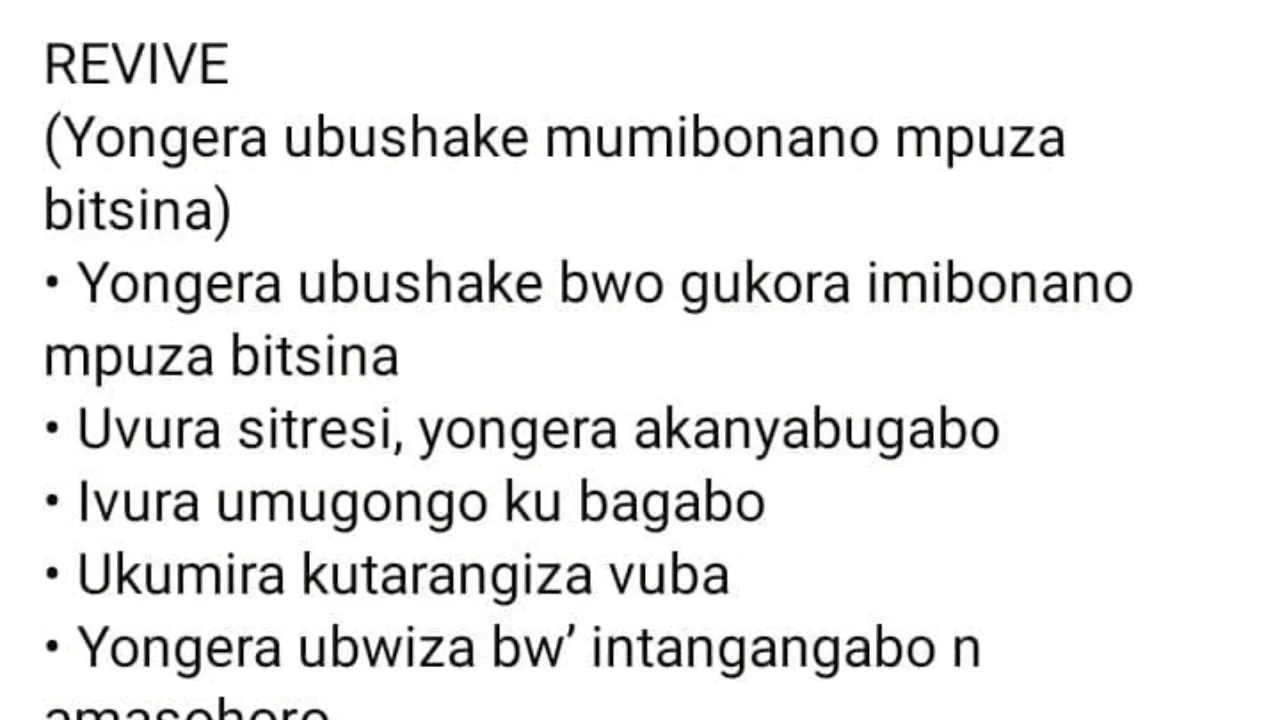 REVIVE
(Yongera ubushake mumibonano mpuza
bitsina)
• Yongera ubushake bwo gukora imibonano
mpuza bitsina
• Uvura sitresi, yongera akanyabugabo
• Ivura umugongo ku bagabo
• Ukumira kutarangiza vuba
• Yongera ubwiza bw’ intangangabo n